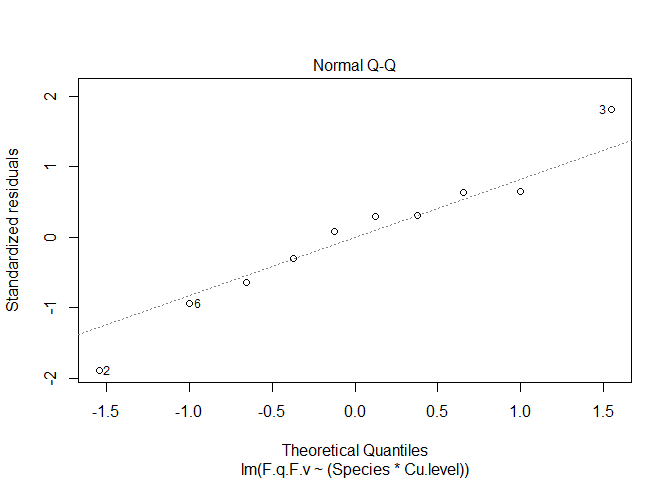 Normal Q-Q
Standardized residuals
2
1
0
-1
-2
3
6
2
-1.5 -1.0 -0.5 0.0 0.5 1.0 1.5
Theoretical Quantiles
lm(F.q.F.v ~ (Species * Cu.level))